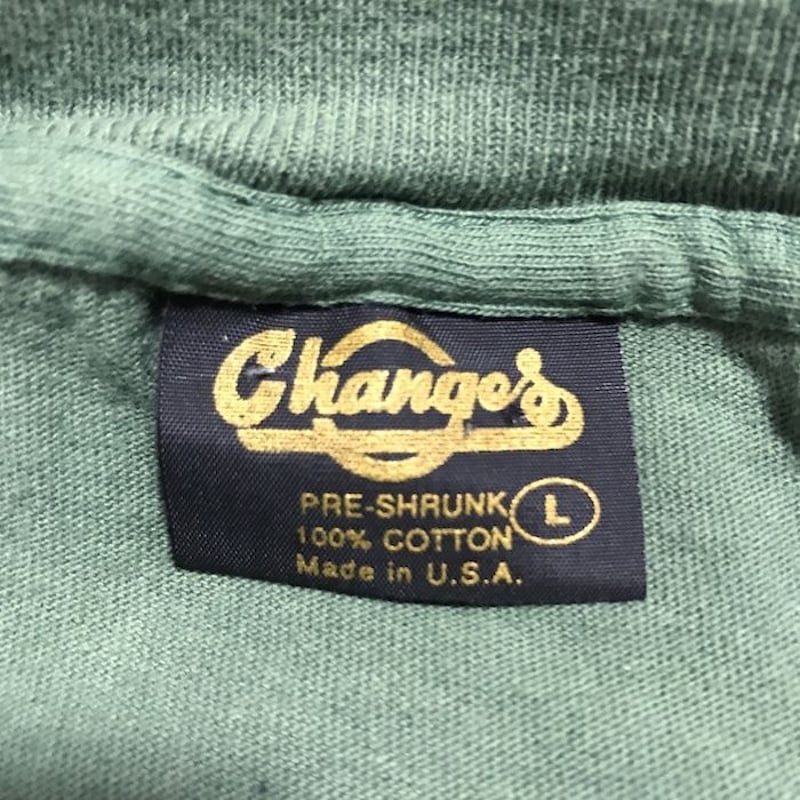 Changes
PRE-SHRUNK
L
100% COTTON
Made in U.S.A.